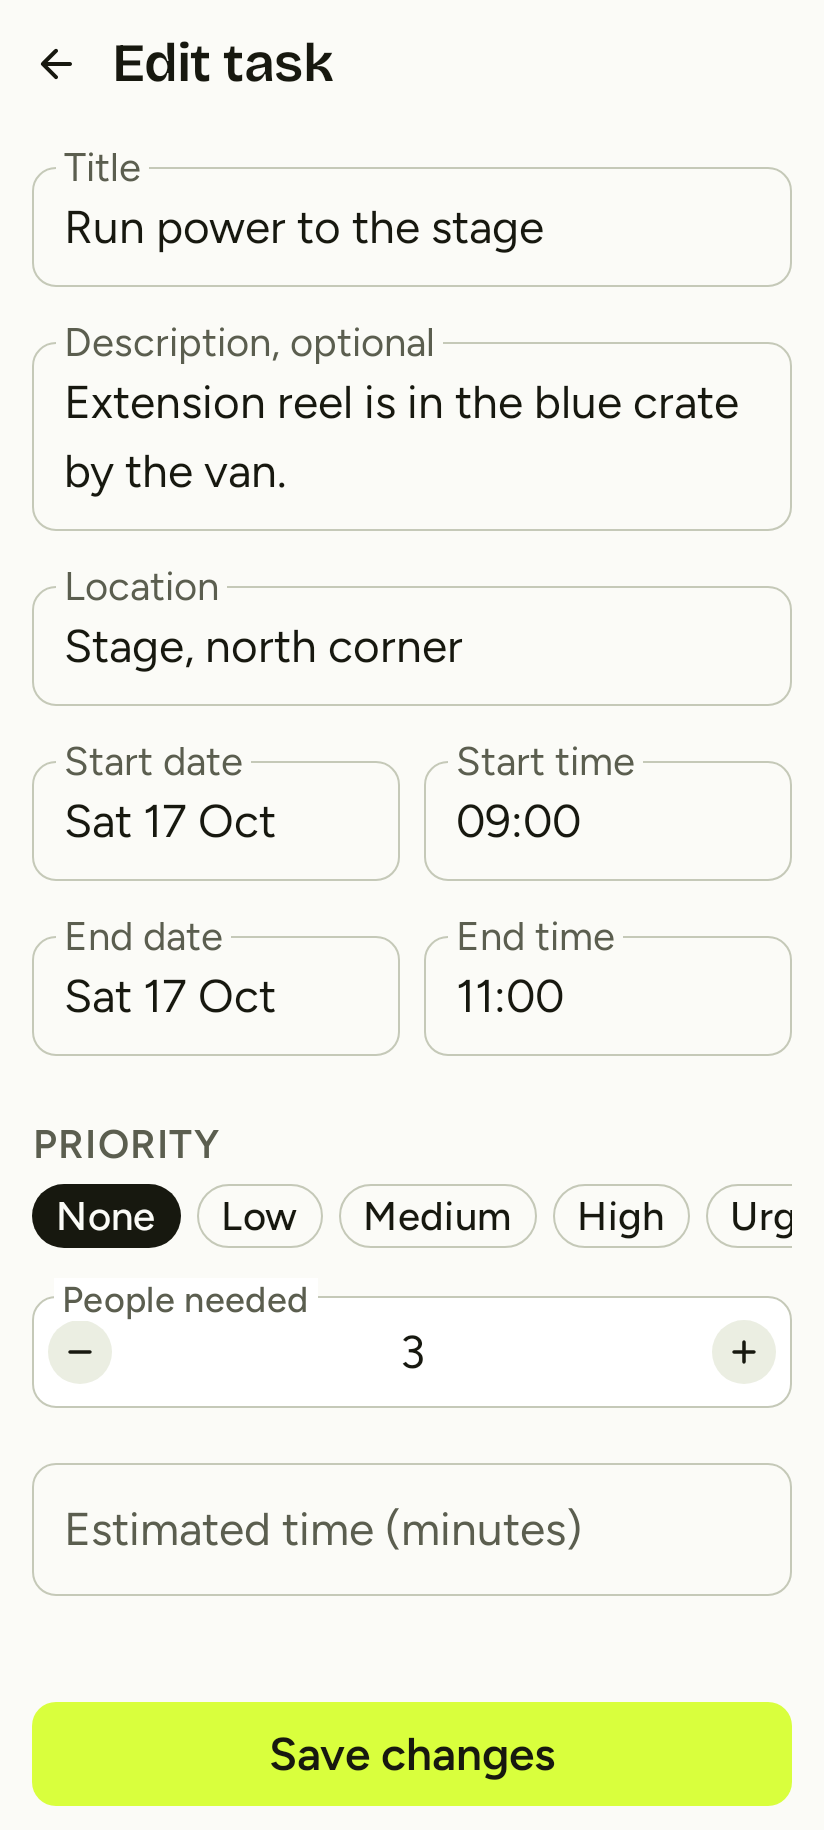 Edit task
Title
Run power to the stage
Description, optional
Extension reel is in the blue crate
by the van.
Location
Stage, north corner
Start date
Start time
Sat 17 Oct
09:00
End date
End time
Sat 17 Oct
11:00
PRIORITY
None Low Medium High Urg
People needed
− 3 +
Estimated time (minutes)
Save changes